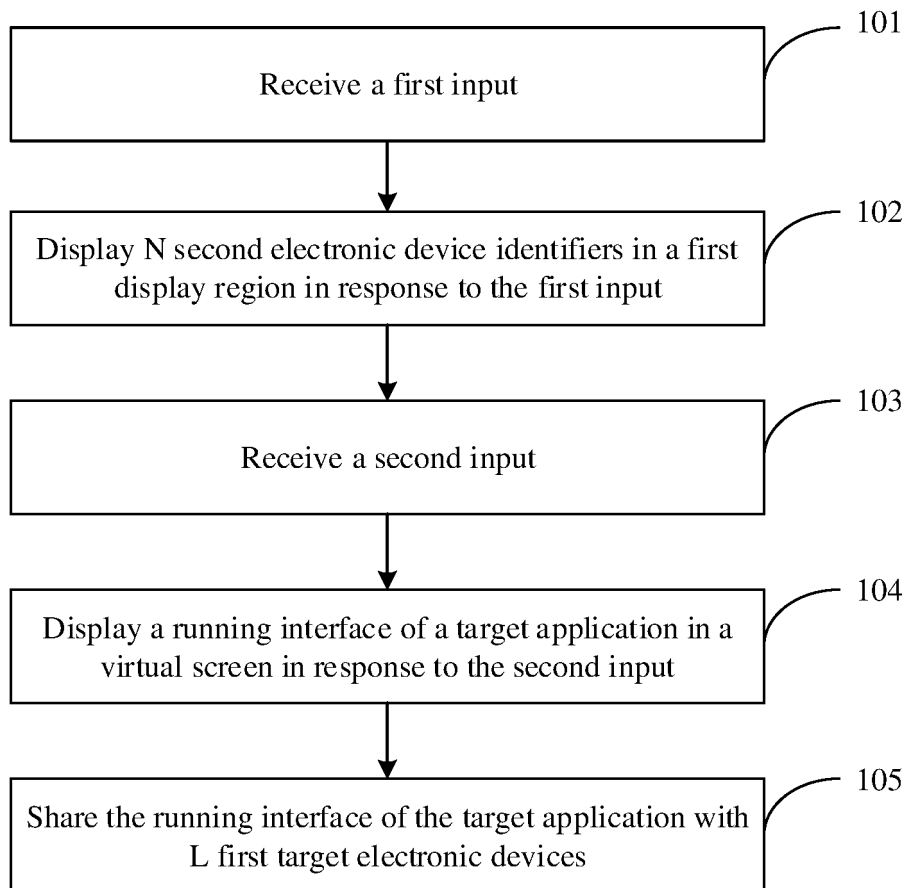 101
Receive a first input
102
Display N second electronic device identifiers in a first
display region in response to the first input
103
Receive a second input
104
Display a running interface of a target application in a
virtual screen in response to the second input
105
Share the running interface of the target application with
L first target electronic devices